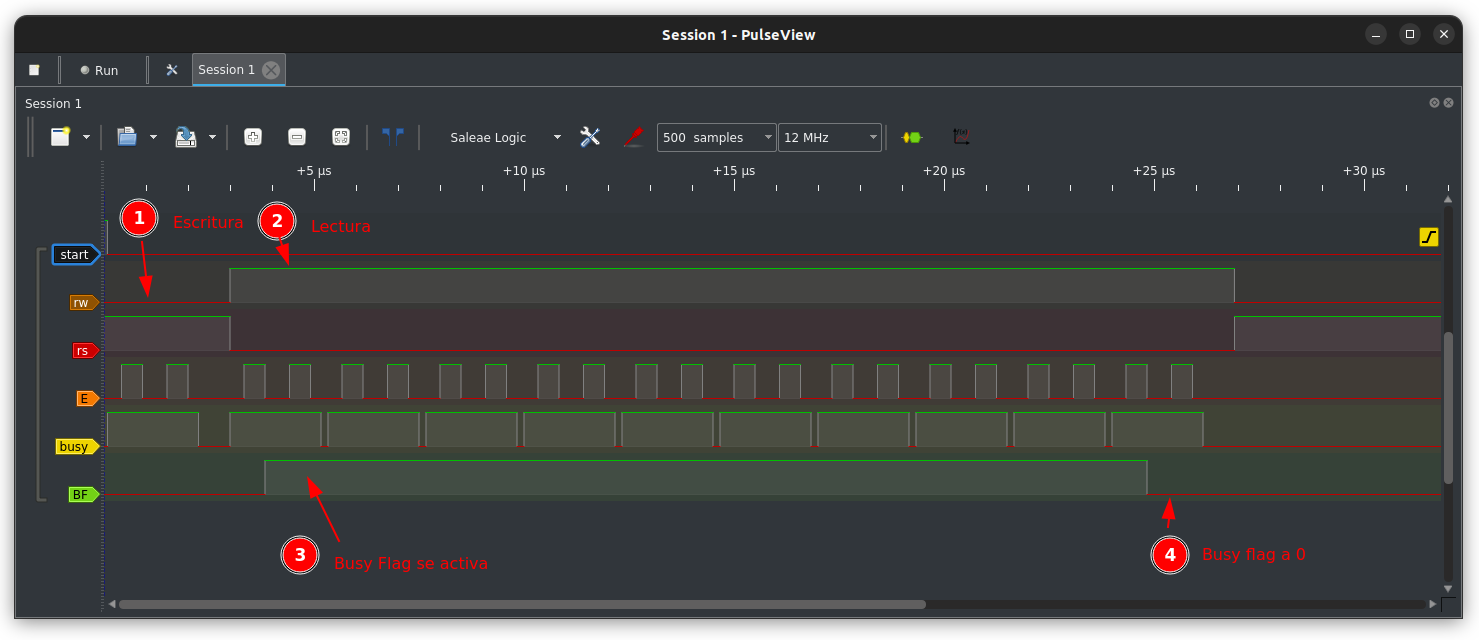 Session 1 - PulseView
Run
Session 1
Session 1
Saleae Logic
500 samples
12 MHz
+5 µs +10 µs +15 µs +20 µs +25 µs +30 µs
1 Escritura 2 Lectura
start
rw
rs
E
busy
BF
3 Busy Flag se activa
4 Busy flag a 0